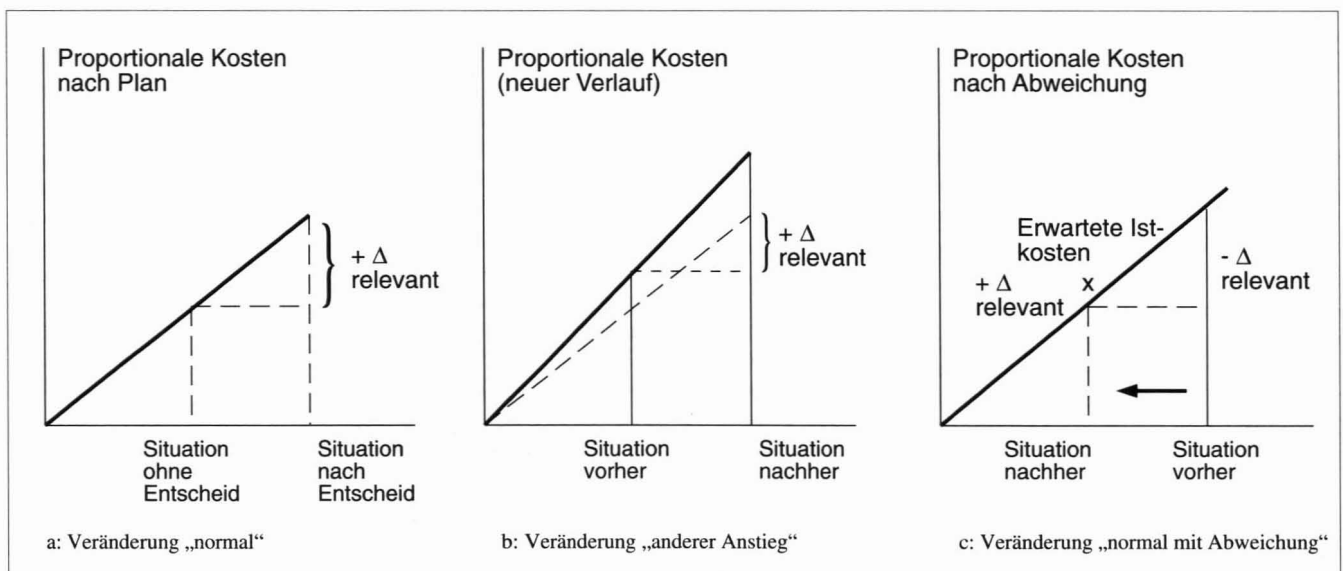 Proportionale Kosten
nach Plan
+ Δ
relevant
Situation
ohne
Entscheid
Situation
nach
Entscheid
a: Veränderung „normal“
Proportionale Kosten
(neuer Verlauf)
+ Δ
relevant
Situation
vorher
Situation
nachher
b: Veränderung „anderer Anstieg“
Proportionale Kosten
nach Abweichung
Erwartete Ist-
kosten
+ Δ
relevant
x
- Δ
relevant
Situation
nachher
Situation
vorher
c: Veränderung „normal mit Abweichung“